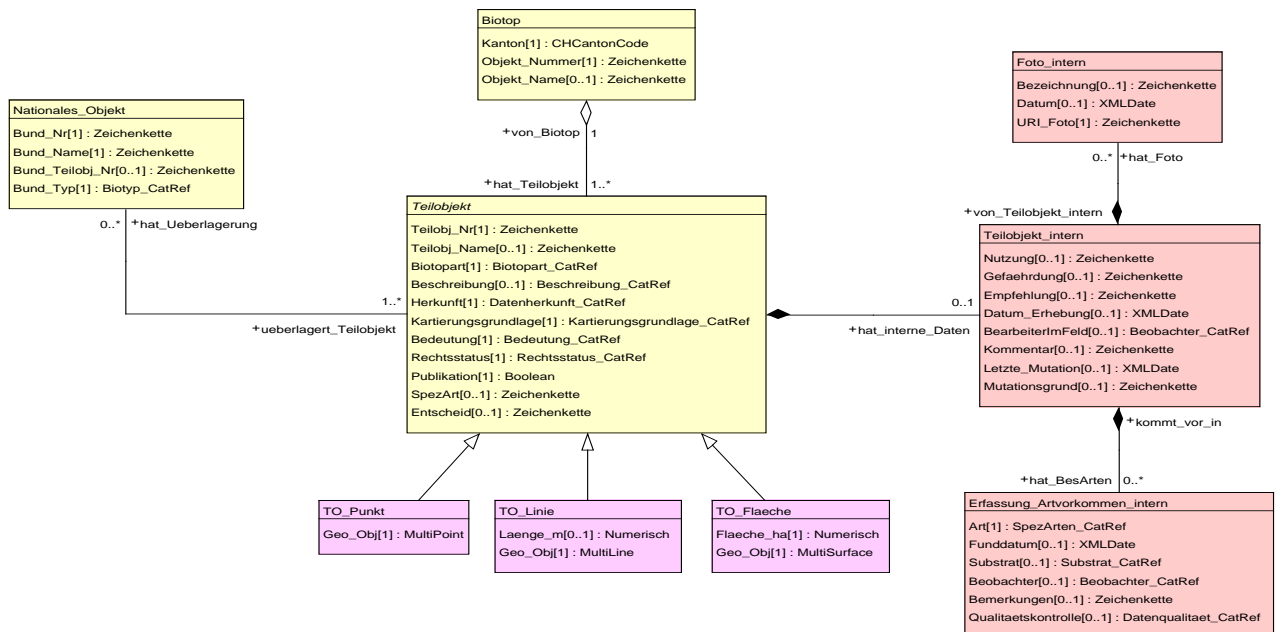 Biotop
Kanton[1] : CHCantonCode
Objekt_Nummer[1] : Zeichenkette
Objekt_Name[0..1] : Zeichenkette
Foto_intern
Bezeichnung[0..1] : Zeichenkette
Datum[0..1] : XMLDate
URI_Foto[1] : Zeichenkette
Nationales_Objekt
Bund_Nr[1] : Zeichenkette
Bund_Name[1] : Zeichenkette
Bund_Teilobj_Nr[0..1] : Zeichenkette
Bund_Typ[1] : Biotyp_CatRef
+von_Biotop 1
+hat_Teilobjekt 1..*
0..* +hat_Foto
+von_Teilobjekt_intern
0..* +hat_Ueberlagerung
1..*
+ueberlagert_Teilobjekt
Teilobjekt
Teilobj_Nr[1] : Zeichenkette
Teilobj_Name[0..1] : Zeichenkette
Biotopart[1] : Biotopart_CatRef
Beschreibung[0..1] : Beschreibung_CatRef
Herkunft[1] : Datenherkunft_CatRef
Kartierungsgrundlage[1] : Kartierungsgrundlage_CatRef
Bedeutung[1] : Bedeutung_CatRef
Rechtsstatus[1] : Rechtsstatus_CatRef
Publikation[1] : Boolean
SpezArt[0..1] : Zeichenkette
Entscheid[0..1] : Zeichenkette
0..1
+hat_interne_Daten
Teilobjekt_intern
Nutzung[0..1] : Zeichenkette
Gefaehrdung[0..1] : Zeichenkette
Empfehlung[0..1] : Zeichenkette
Datum_Erhebung[0..1] : XMLDate
BearbeiterImFeld[0..1] : Beobachter_CatRef
Kommentar[0..1] : Zeichenkette
Letzte_Mutation[0..1] : XMLDate
Mutationsgrund[0..1] : Zeichenkette
+kommt_vor_in
+hat_BesArten 0..*
TO_Punkt
Geo_Obj[1] : MultiPoint
TO_Linie
Laenge_m[0..1] : Numerisch
Geo_Obj[1] : MultiLine
TO_Flaeche
Flaeche_ha[1] : Numerisch
Geo_Obj[1] : MultiSurface
Erfassung_Artvorkommen_intern
Art[1] : SpezArten_CatRef
Funddatum[0..1] : XMLDate
Substrat[0..1] : Substrat_CatRef
Beobachter[0..1] : Beobachter_CatRef
Bemerkungen[0..1] : Zeichenkette
Qualitaetskontrolle[0..1] : Datenqualitaet_CatRef